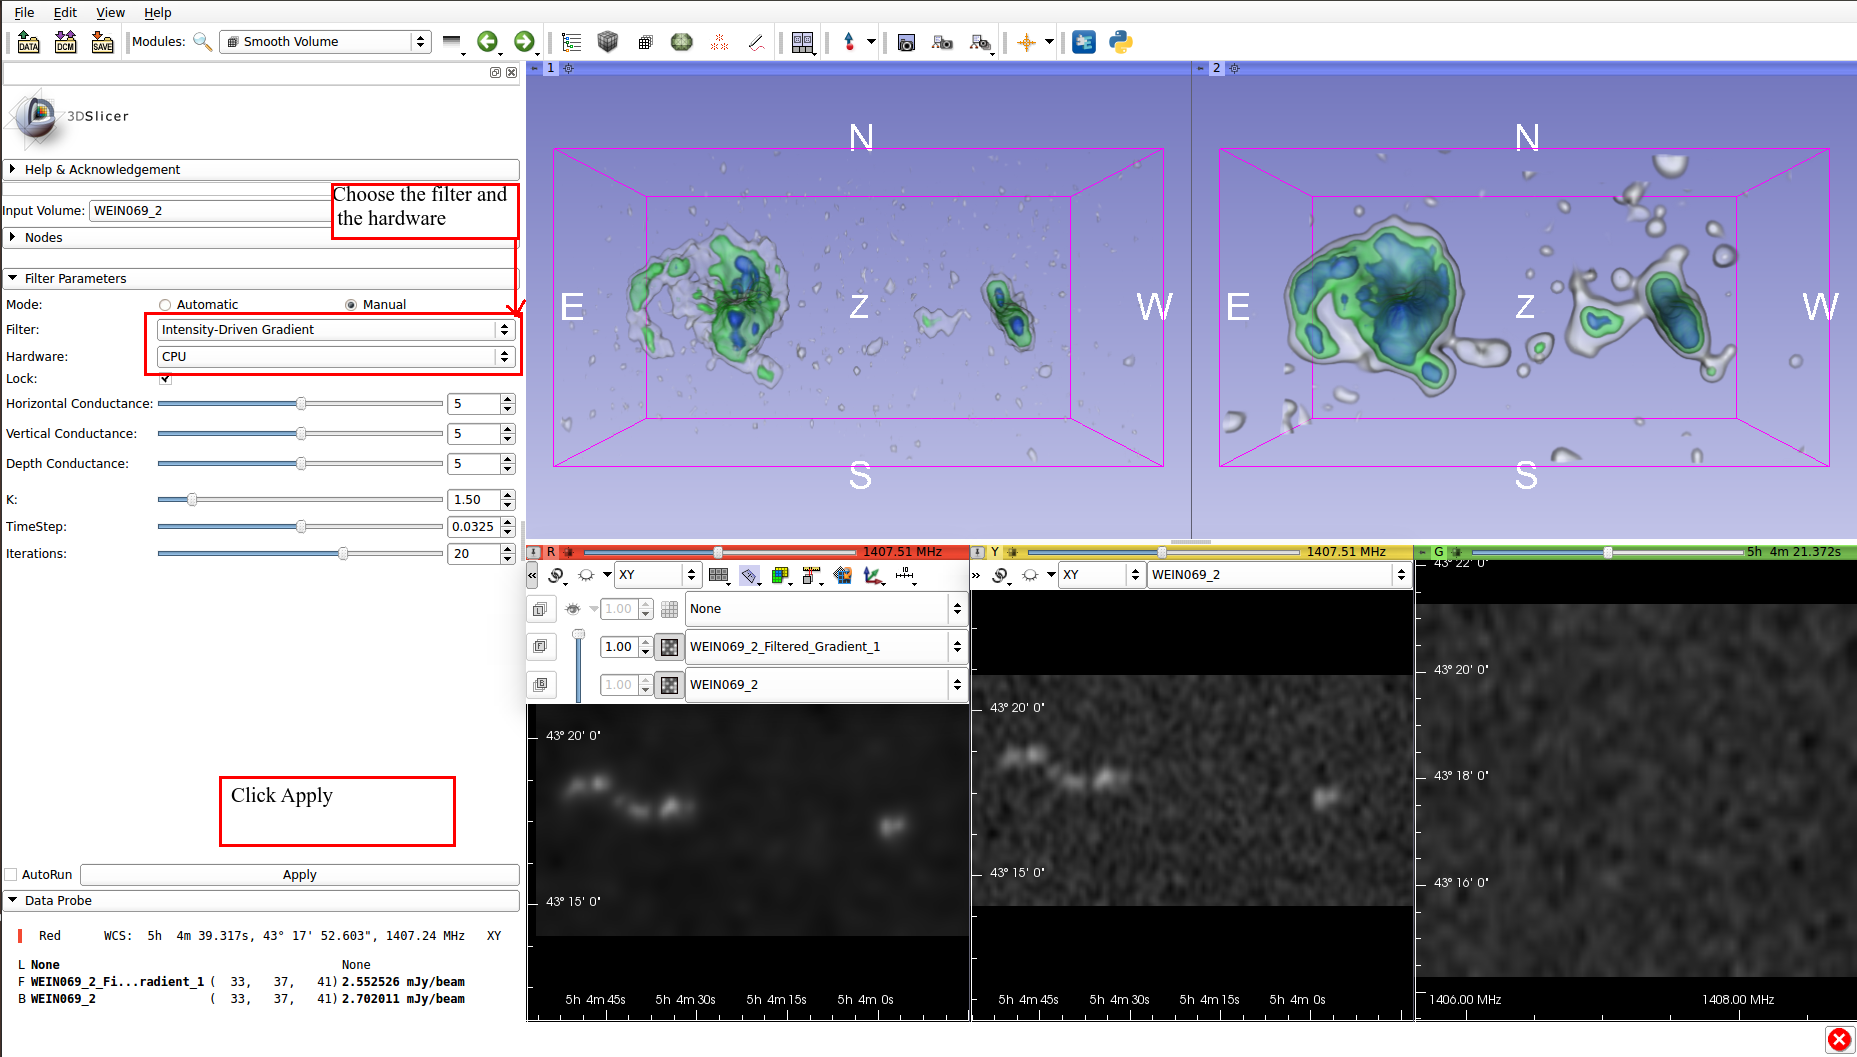 File Edit View Help
DATA DCM SAVE Modules: Smooth Volume
1
2
3DSlicer
Help & Acknowledgement
Choose the filter and
the hardware
Input Volume: WEIN069_2
Nodes
Filter Parameters
Mode: Automatic Manual
Filter: Intensity-Driven Gradient
Hardware: CPU
Lock:
Horizontal Conductance: 5
Vertical Conductance: 5
Depth Conductance: 5
K: 1.50
TimeStep: 0.0325
Iterations: 20
Click Apply
AutoRun Apply
Data Probe
Red WCS: 5h 4m 39.317s, 43° 17' 52.603", 1407.24 MHz XY
L None None
F WEIN069_2_Fi...radient_1 ( 33, 37, 41) 2.552526 mJy/beam
B WEIN069_2 ( 33, 37, 41) 2.702011 mJy/beam
N
E Z W
S
N
E Z W
S
R 1407.51 MHz
XY
L 1.00 None
F 1.00 WEIN069_2_Filtered_Gradient_1
B 1.00 WEIN069_2
43° 20' 0"
43° 15' 0"
5h 4m 45s 5h 4m 30s 5h 4m 15s 5h 4m 0s
Y 1407.51 MHz
XY WEIN069_2
43° 20' 0"
43° 15' 0"
5h 4m 45s 5h 4m 30s 5h 4m 15s 5h 4m 0s
G 5h 4m 21.372s
43° 22' 0"
43° 20' 0"
43° 18' 0"
43° 16' 0"
1406.00 MHz 1408.00 MHz